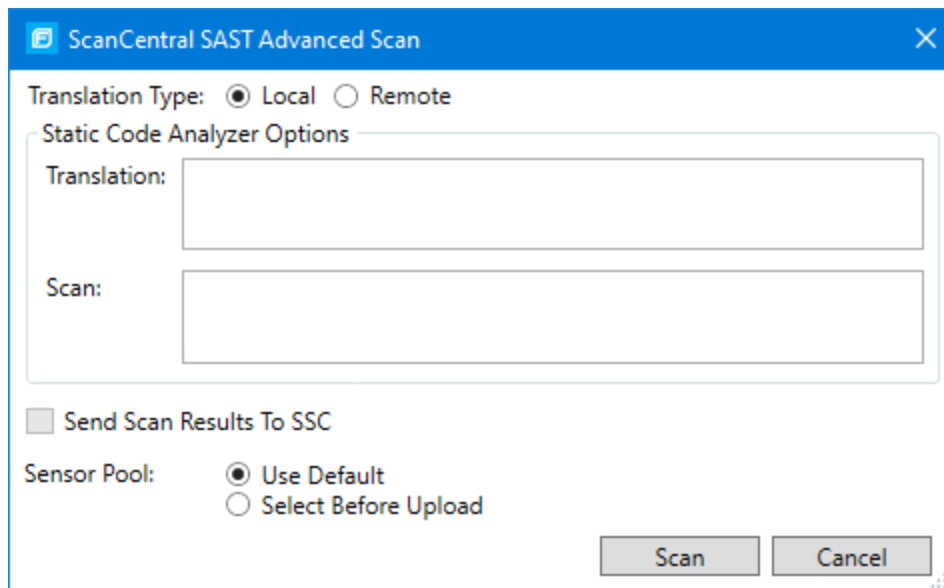 ScanCentral SAST Advanced Scan
Translation Type: Local Remote
Static Code Analyzer Options
Translation:
Scan:
Send Scan Results To SSC
Sensor Pool: Use Default
Select Before Upload
Scan Cancel